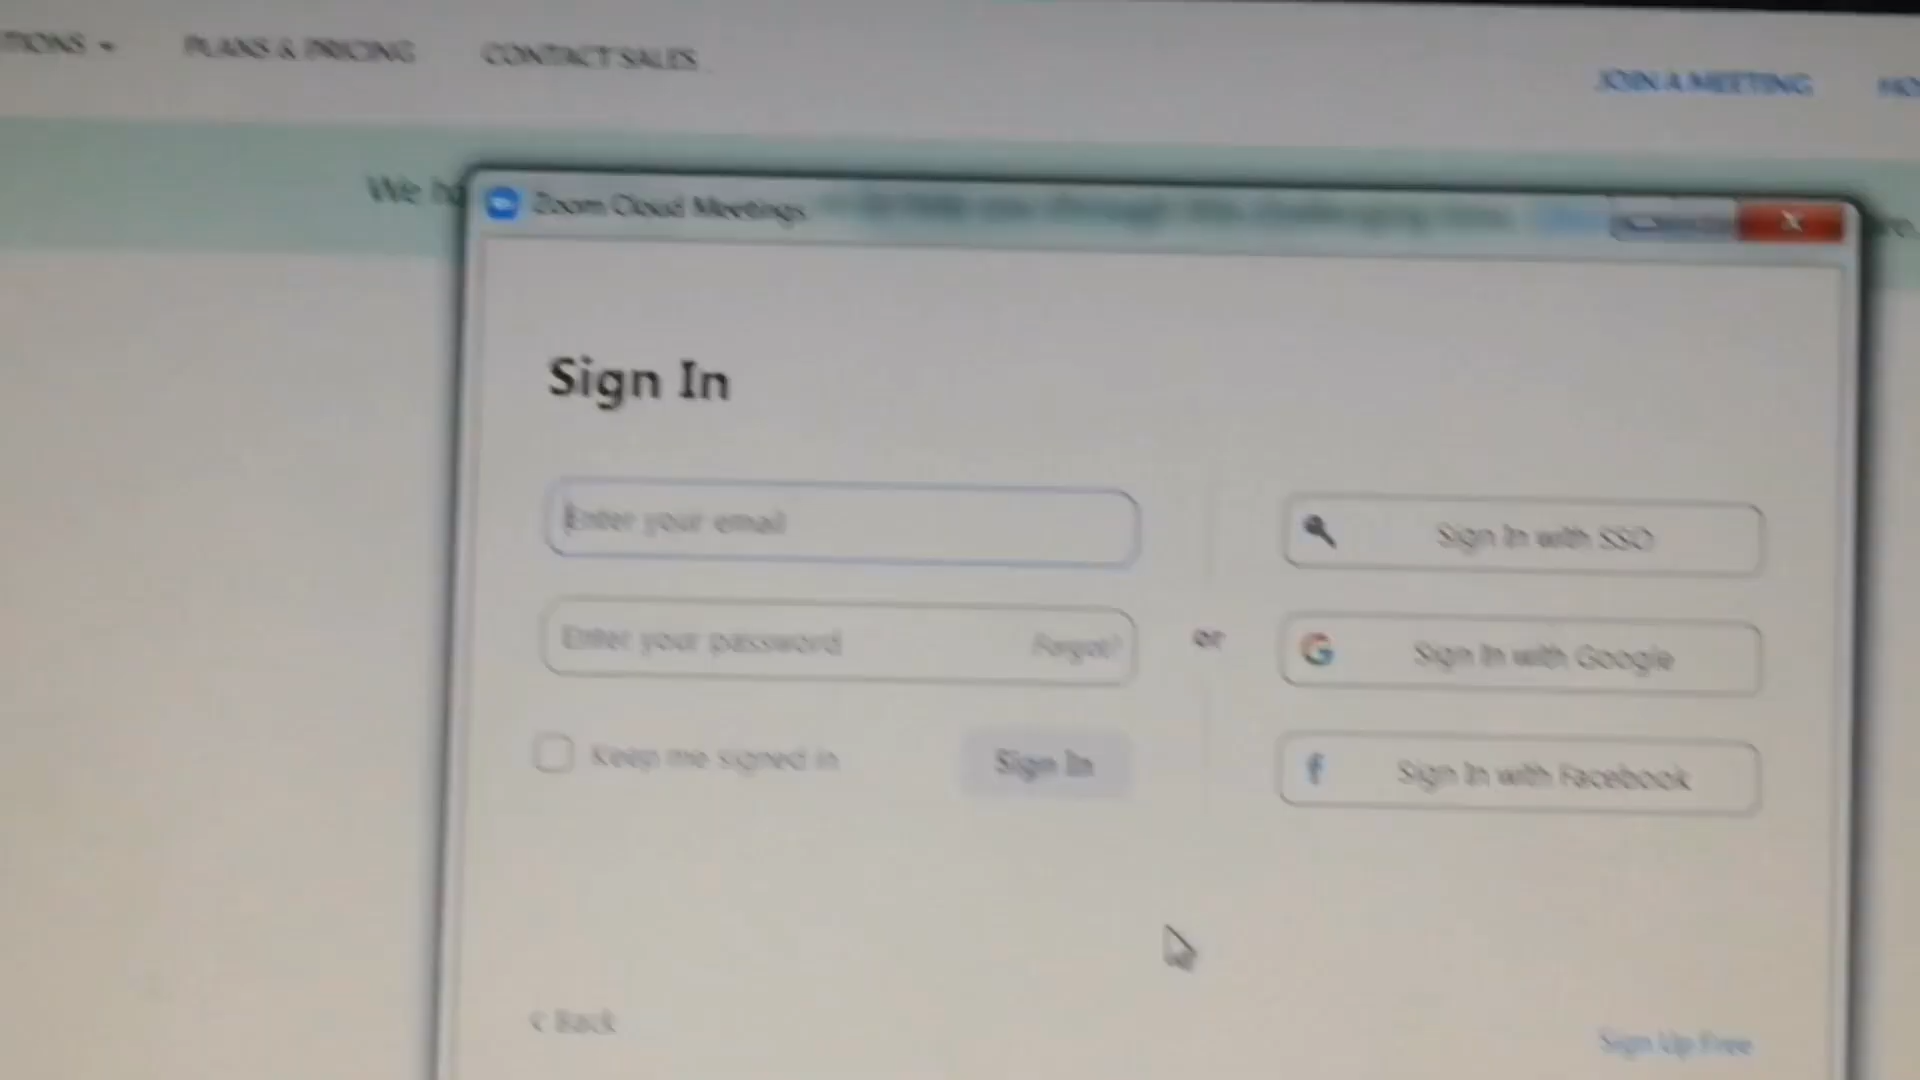 PLANS & PRICING
CONTACT SALES
JOIN A MEETING
We
Zoom Cloud Meetings
Sign In
Enter your email
Sign In with SSO
Enter your password
Forgot?
or
Sign In with Google
Keep me signed in
Sign In
Sign In with Facebook
< Back
Sign Up Free